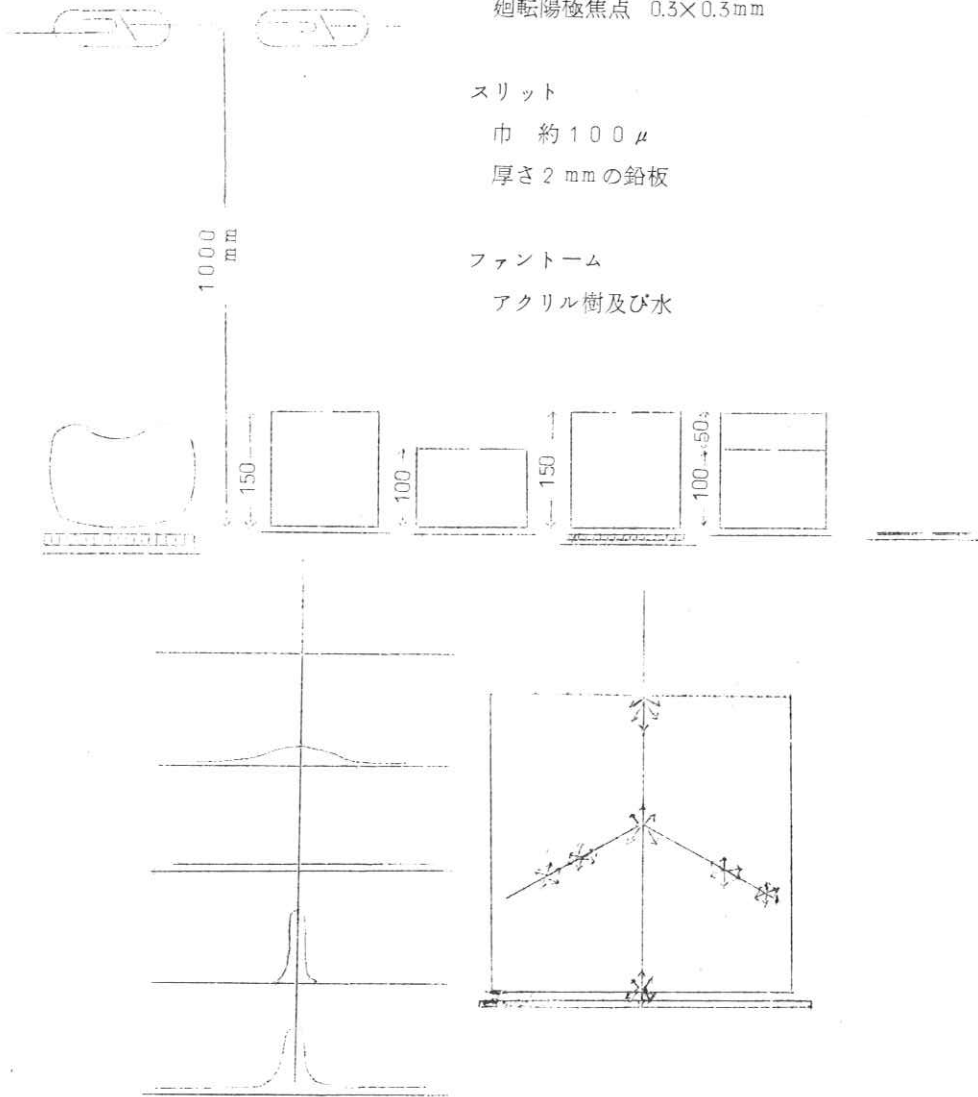 廻転陽極焦点 0.3×0.3mm
スリット
巾 約100μ
厚さ2mmの鉛板
ファントーム
アクリル樹及び水
1000
mm
150
100
150
100
50